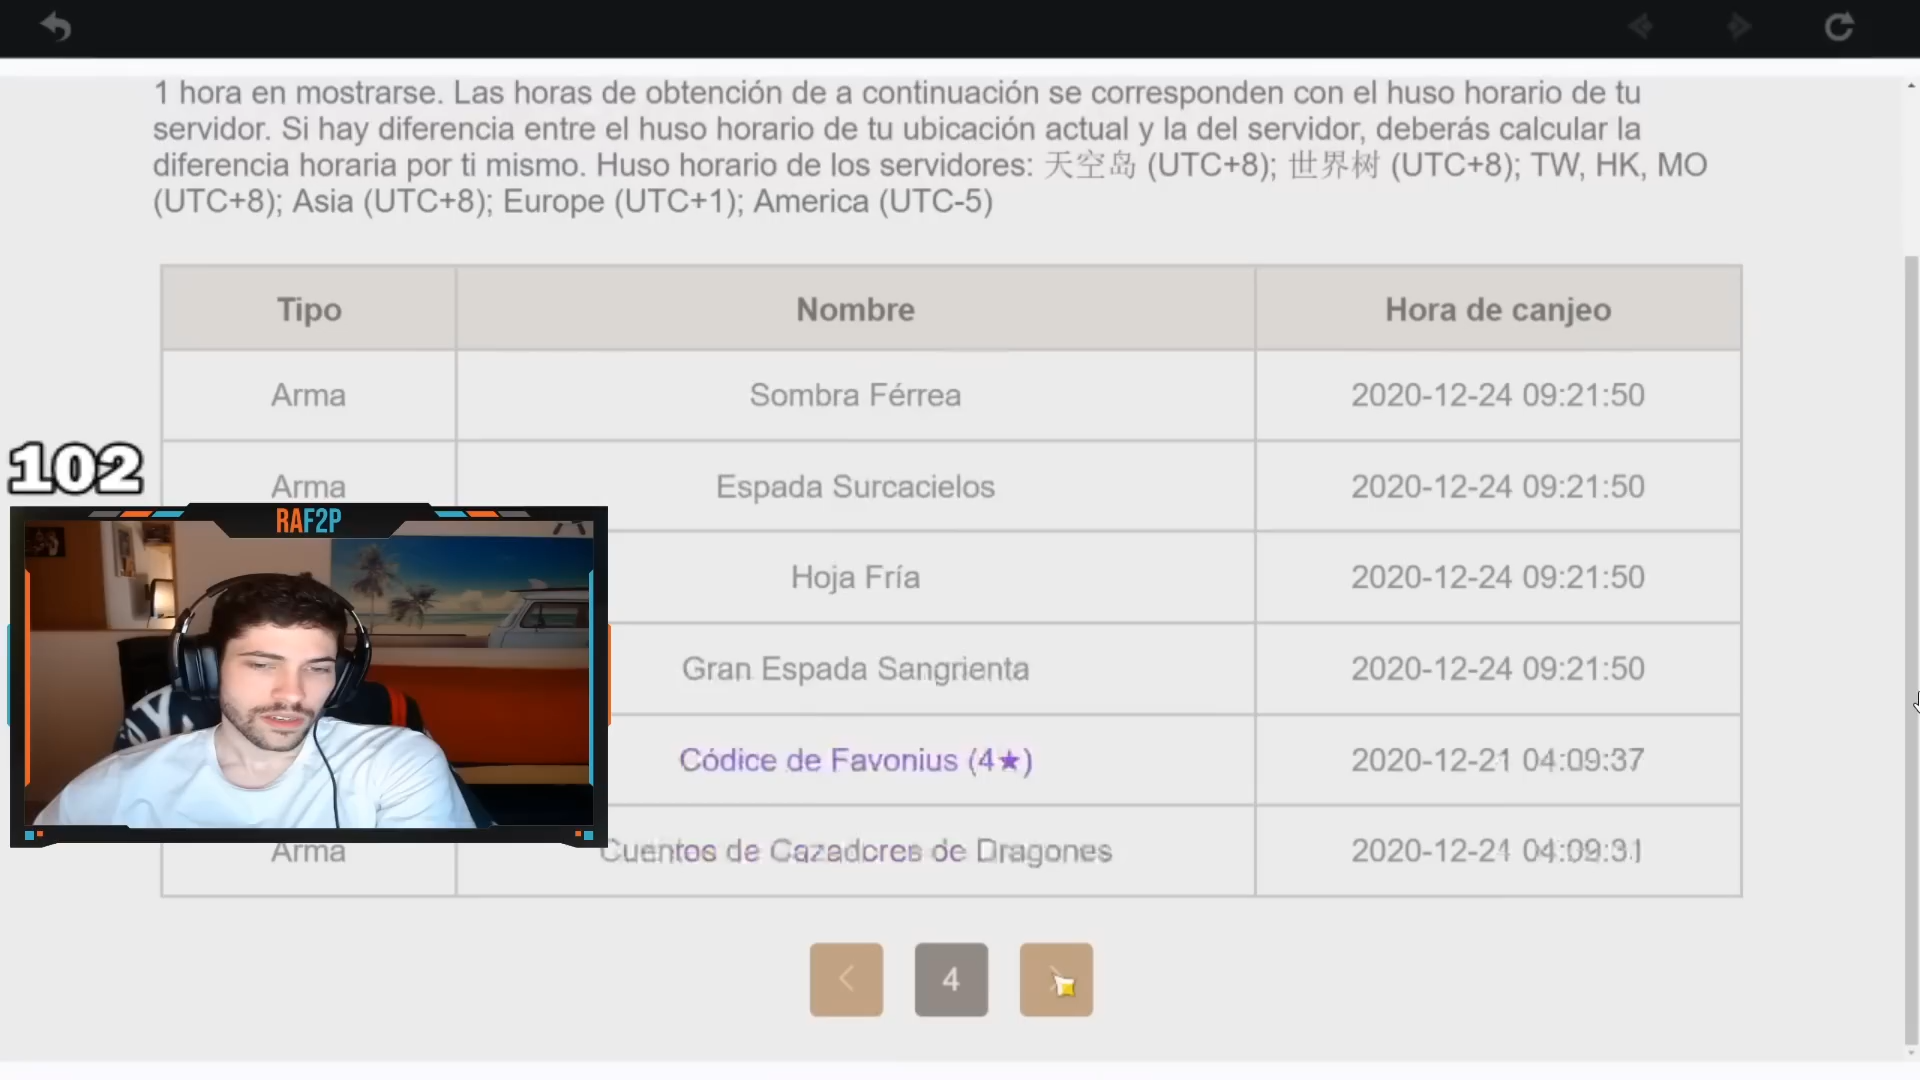 1 hora en mostrarse. Las horas de obtención de a continuación se corresponden con el huso horario de tu
servidor. Si hay diferencia entre el huso horario de tu ubicación actual y la del servidor, deberás calcular la
diferencia horaria por ti mismo. Huso horario de los servidores: 天空岛 (UTC+8); 世界树 (UTC+8); TW, HK, MO
(UTC+8); Asia (UTC+8); Europe (UTC+1); America (UTC-5)
Tipo Nombre Hora de canjeo
Arma Sombra Férrea 2020-12-24 09:21:50
102
Arma Espada Surcacielos 2020-12-24 09:21:50
RAF2P
Hoja Fría 2020-12-24 09:21:50
Gran Espada Sangrienta 2020-12-24 09:21:50
Códice de Favonius (4★) 2020-12-21 04:09:37
Arma Cuentos de Cazadores de Dragones 2020-12-21 04:09:31
4